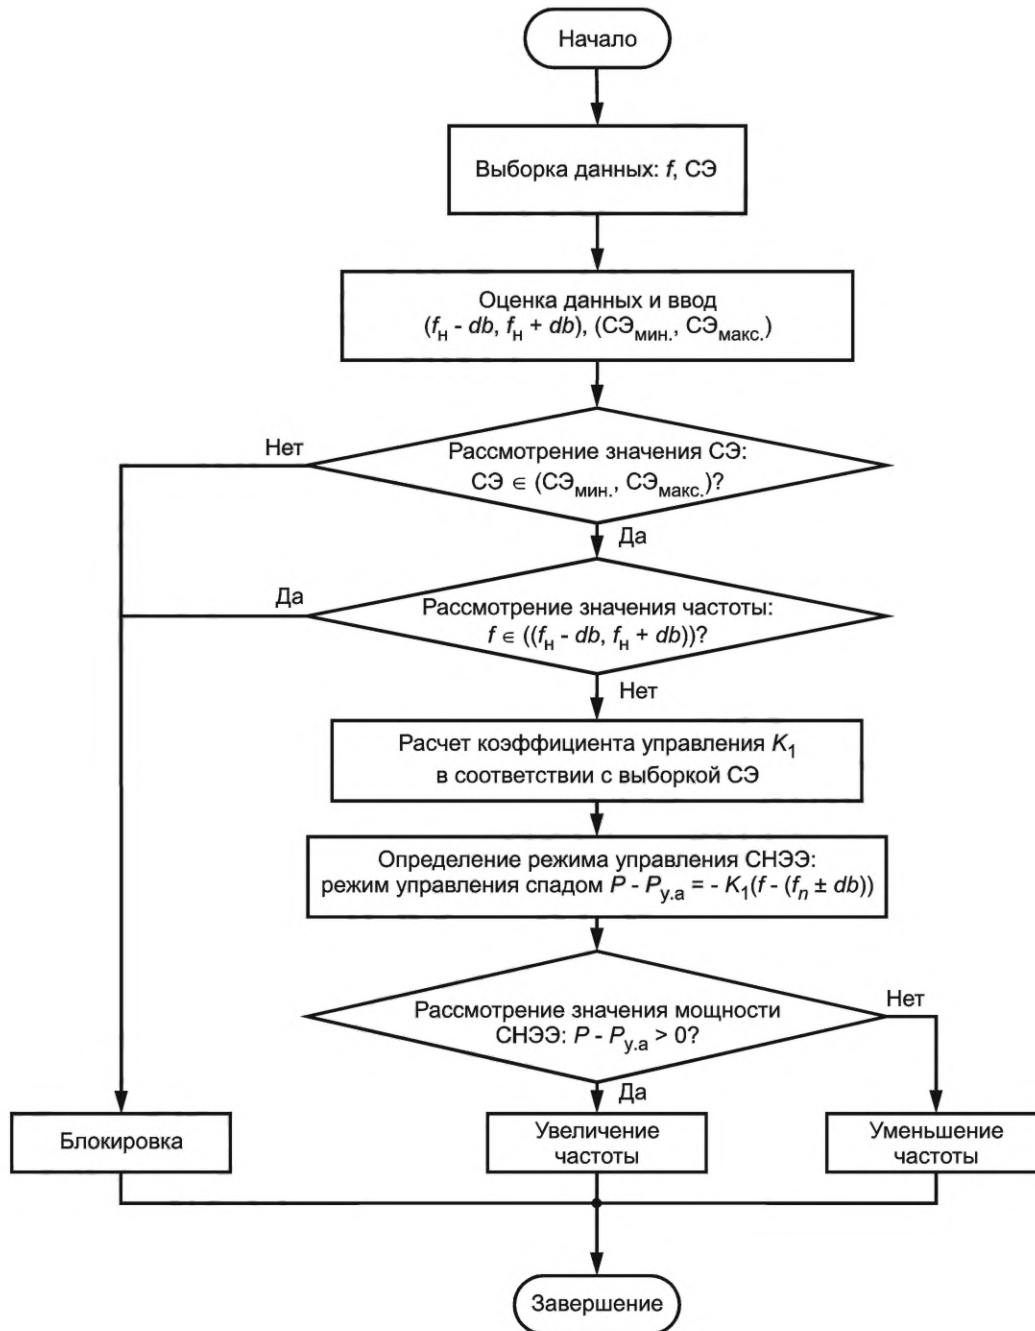 Начало
Выборка данных: f, СЭ
Оценка данных и ввод
(fн - db, fн + db), (СЭмин., СЭмакс.)
Нет
Рассмотрение значения СЭ:
СЭ ∈ (СЭмин., СЭмакс.)?
Да
Да
Рассмотрение значения частоты:
f ∈ ((fн - db, fн + db))?
Нет
Расчет коэффициента управления K1
в соответствии с выборкой СЭ
Определение режима управления СНЭЭ:
режим управления спадом P - Pу.а = - K1(f - (fn ± db))
Рассмотрение значения мощности
СНЭЭ: P - Pу.а > 0?
Нет
Да
Блокировка
Увеличение
частоты
Уменьшение
частоты
Завершение